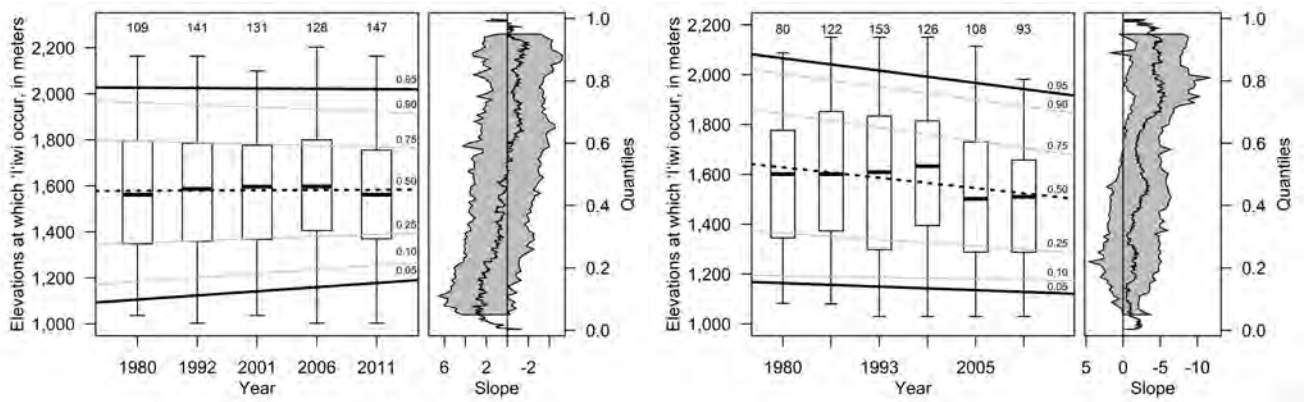 109 141 131 128 147
Elevations at which 'I'iwi occur, in meters
2,200
2,000
1,800
1,600
1,400
1,200
1,000
0.95
0.90
0.75
0.50
0.25
0.10
0.05
1980 1992 2001 2006 2011
Year
6 2 -2
Slope
1.0
0.8
0.6
0.4
0.2
0.0
Quantiles
80 122 153 126 108 93
Elevations at which 'I'iwi occur, in meters
2,200
2,000
1,800
1,600
1,400
1,200
1,000
0.95
0.90
0.75
0.50
0.25
0.10
0.05
1980 1993 2005
Year
5 0 -5 -10
Slope
1.0
0.8
0.6
0.4
0.2
0.0
Quantiles